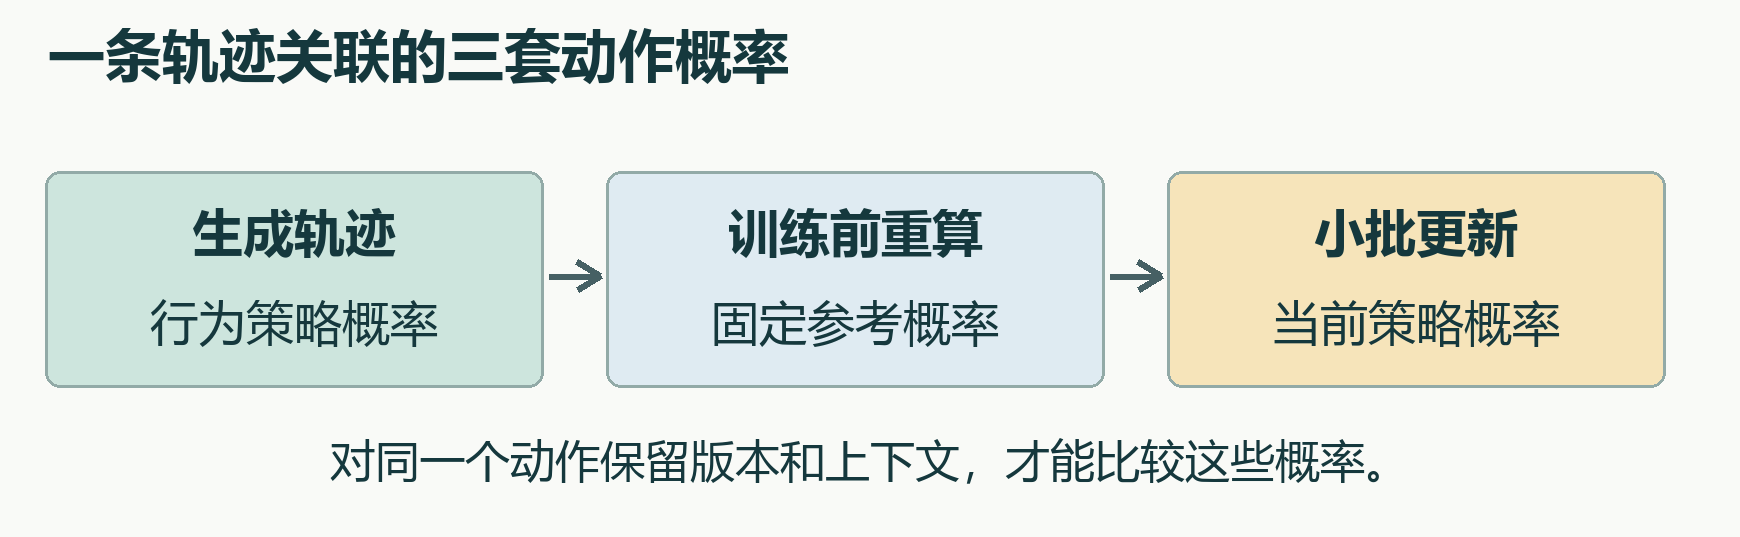 一条轨迹关联的三套动作概率
生成轨迹
行为策略概率
训练前重算
固定参考概率
小批更新
当前策略概率
对同一个动作保留版本和上下文，才能比较这些概率。